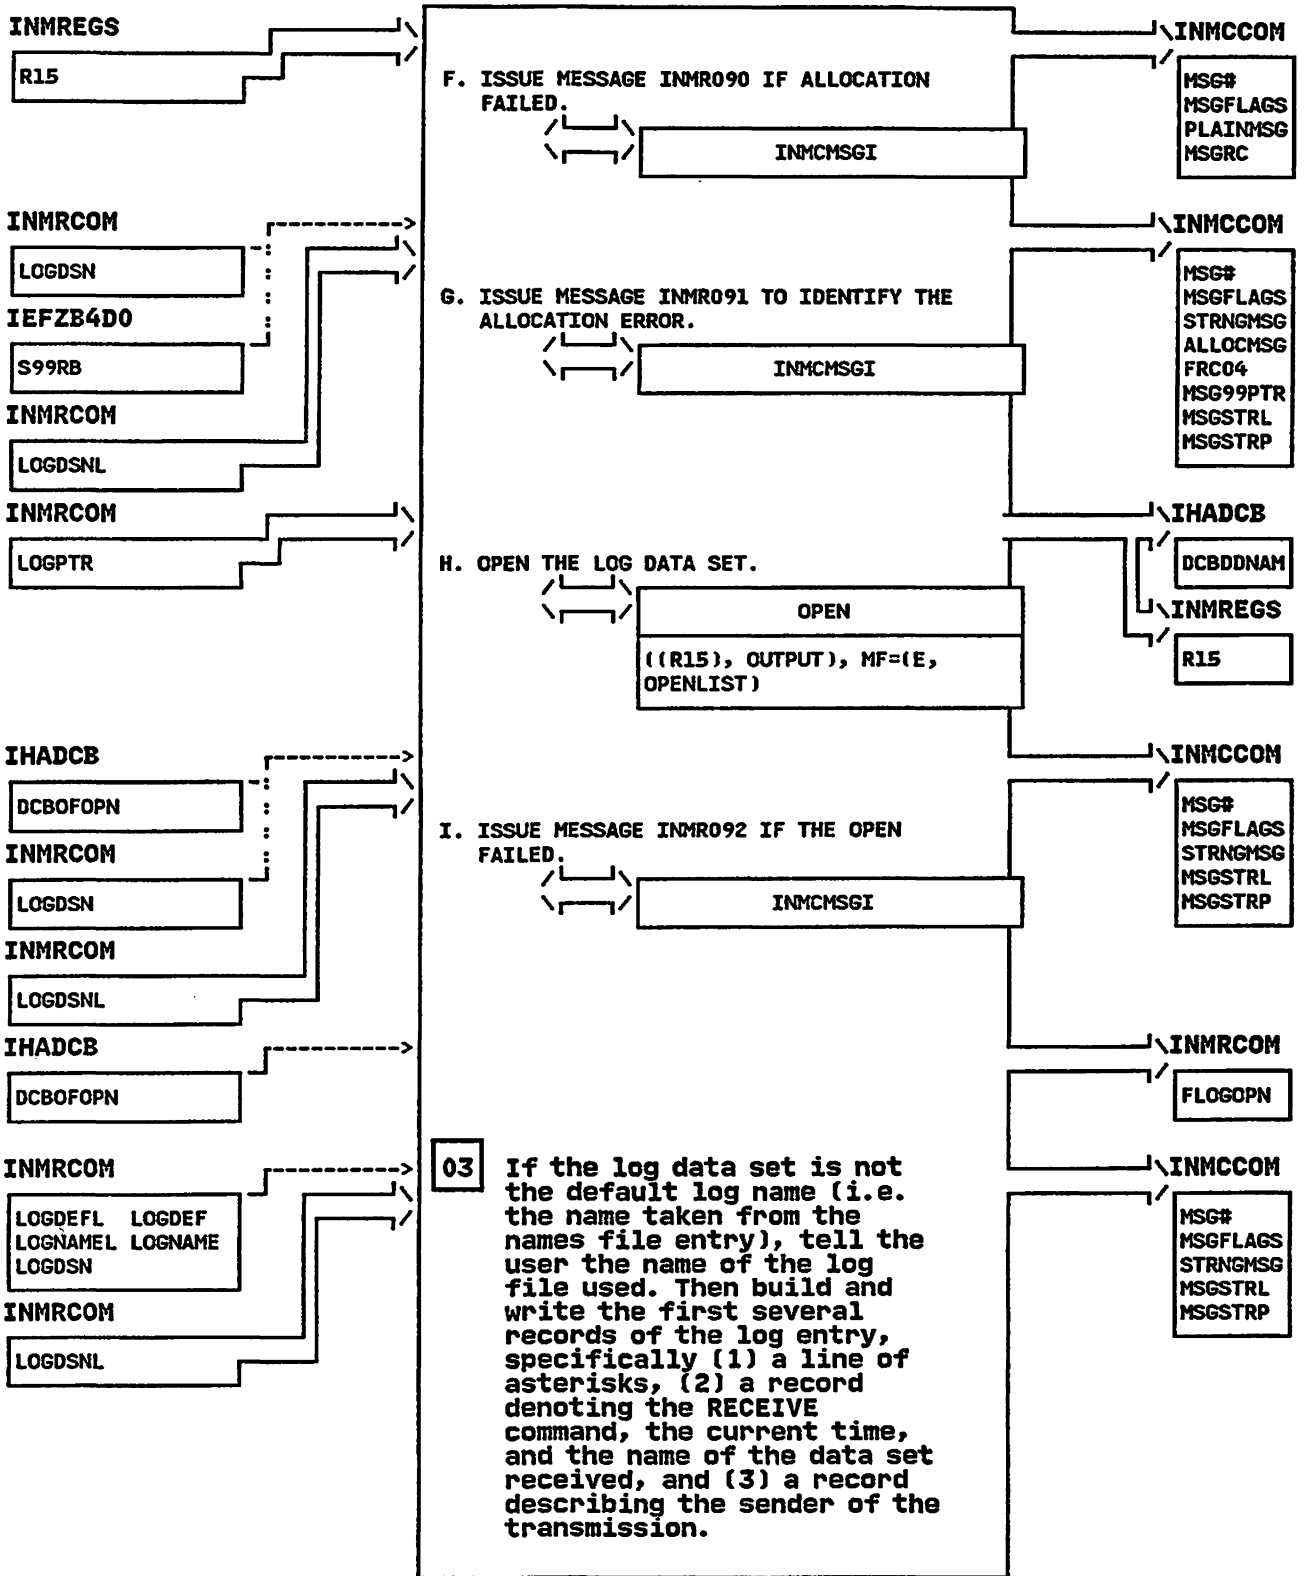 INMREGS
R15
F. ISSUE MESSAGE INMR090 IF ALLOCATION
FAILED.
INMCMSGI
INMCCOM
MSG#
MSGFLAGS
PLAINMSG
MSGRC
INMRCOM
LOGDSN
IEFZB4D0
S99RB
INMRCOM
LOGDSNL
G. ISSUE MESSAGE INMR091 TO IDENTIFY THE
ALLOCATION ERROR.
INMCMSGI
INMCCOM
MSG#
MSGFLAGS
STRNGMSG
ALLOCMSG
FRC04
MSG99PTR
MSGSTRL
MSGSTRP
INMRCOM
LOGPTR
H. OPEN THE LOG DATA SET.
OPEN
((R15), OUTPUT), MF=(E,
OPENLIST)
IHADCB
DCBDDNAM
INMREGS
R15
IHADCB
DCBOFOPN
INMRCOM
LOGDSN
INMRCOM
LOGDSNL
I. ISSUE MESSAGE INMR092 IF THE OPEN
FAILED.
INMCMSGI
INMCCOM
MSG#
MSGFLAGS
STRNGMSG
MSGSTRL
MSGSTRP
IHADCB
DCBOFOPN
INMRCOM
FLOGOPN
INMRCOM
LOGDEFL LOGDEF
LOGNAMEL LOGNAME
LOGDSN
INMRCOM
LOGDSNL
03 If the log data set is not
the default log name (i.e.
the name taken from the
names file entry), tell the
user the name of the log
file used. Then build and
write the first several
records of the log entry,
specifically (1) a line of
asterisks, (2) a record
denoting the RECEIVE
command, the current time,
and the name of the data set
received, and (3) a record
describing the sender of the
transmission.
INMCCOM
MSG#
MSGFLAGS
STRNGMSG
MSGSTRL
MSGSTRP